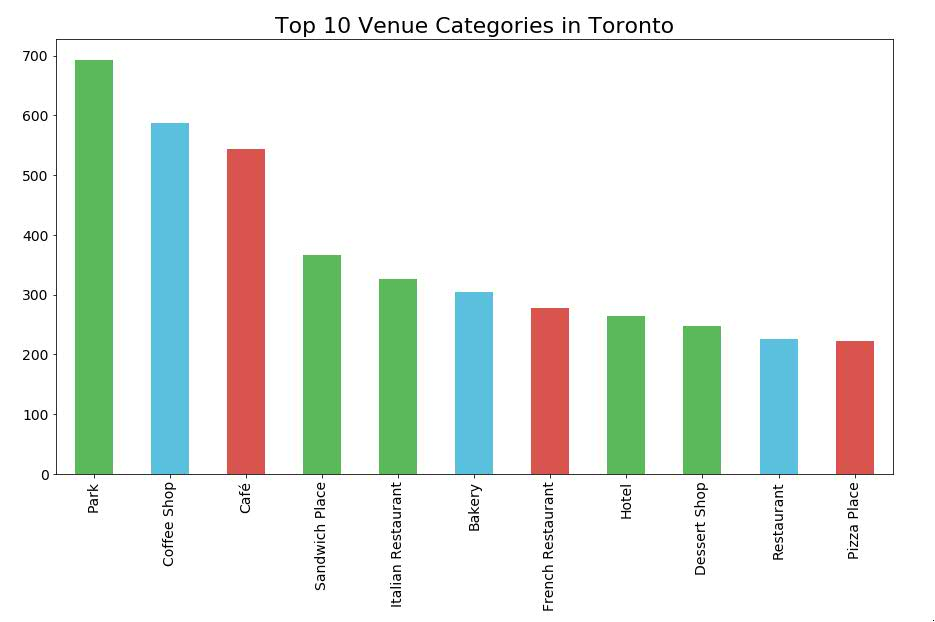 Top 10 Venue Categories in Toronto
700
600
500
400
300
200
100
0
Park
Coffee Shop
Café
Sandwich Place
Italian Restaurant
Bakery
French Restaurant
Hotel
Dessert Shop
Restaurant
Pizza Place